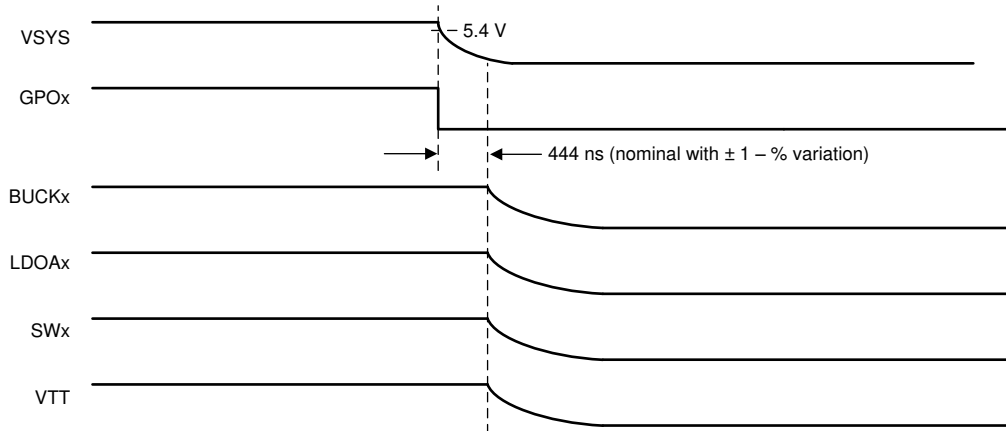 VSYS
5.4 V
GPOx
444 ns (nominal with ± 1 – % variation)
BUCKx
LDOAx
SWx
VTT